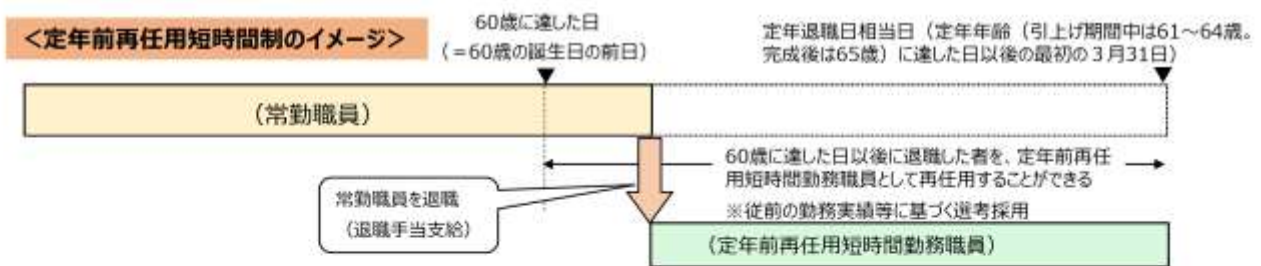 ＜定年前再任用短時間制のイメージ＞
60歳に達した日
（＝60歳の誕生日の前日）
定年退職日相当日（定年年齢（引上げ期間中は61～64歳。
完成後は65歳）に達した日以後の最初の３月31日）
（常勤職員）
60歳に達した日以後に退職した者を、定年前再任
用短時間勤務職員として再任用することができる
※従前の勤務実績等に基づく選考採用
常勤職員を退職
（退職手当支給）
（定年前再任用短時間勤務職員）